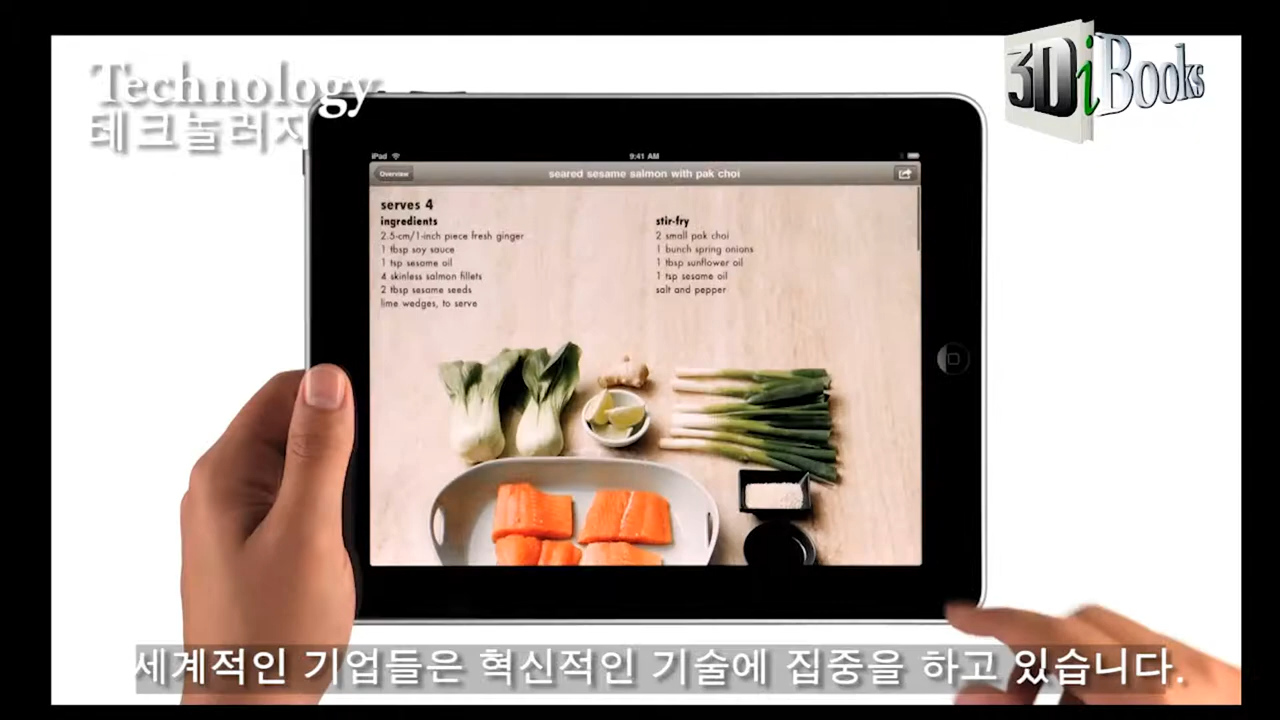 Technology
테크놀러지
3DiBooks
iPad
9:41 AM
Overview
seared sesame salmon with pak choi
serves 4
ingredients
2.5-cm/1-inch piece fresh ginger
1 tbsp soy sauce
1 tsp sesame oil
4 skinless salmon fillets
2 tbsp sesame seeds
lime wedges, to serve
stir-fry
2 small pak choi
1 bunch spring onions
1 tbsp sunflower oil
1 tsp sesame oil
salt and pepper
세계적인 기업들은 혁신적인 기술에 집중을 하고 있습니다.